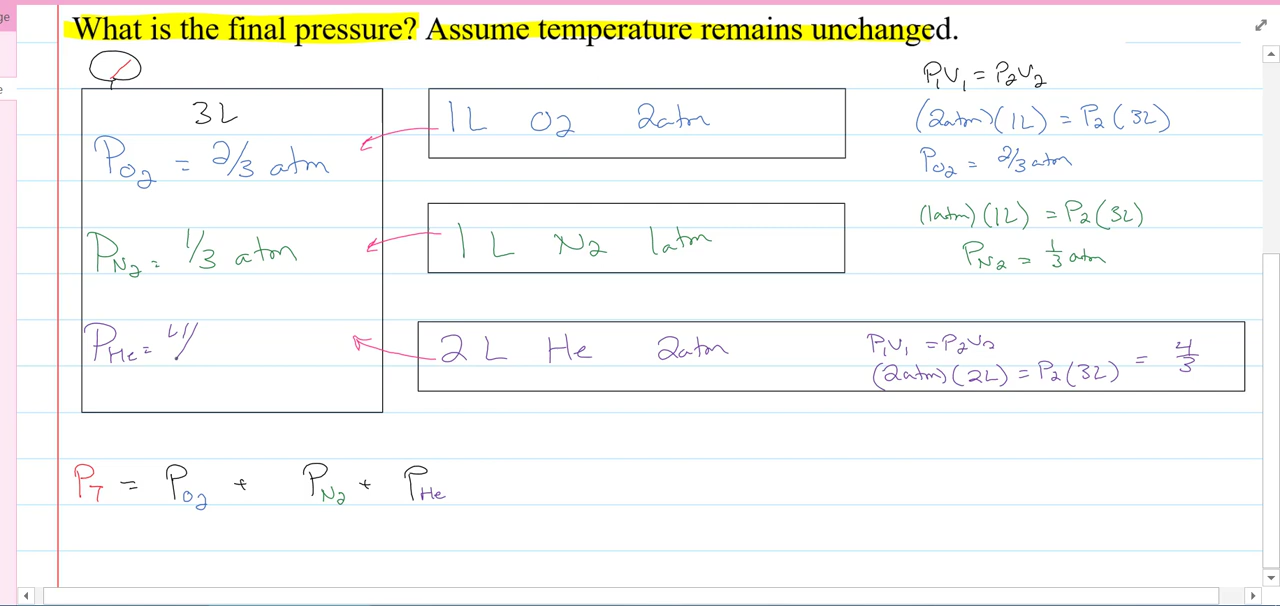 ge
e
What is the final pressure? Assume temperature remains unchanged.
3L
P_O2 = 2/3 atm
P_N2 = 1/3 atm
P_He = 4/
1L O2 2atm
1L N2 1atm
2L He 2atm
P1V1 = P2V2
(2atm)(2L) = P2(3L) = 4/3
P1V1 = P2V2
(2atm)(1L) = P2(3L)
P_O2 = 2/3 atm
(1atm)(1L) = P2(3L)
P_N2 = 1/3 atm
P_T = P_O2 + P_N2 + P_He